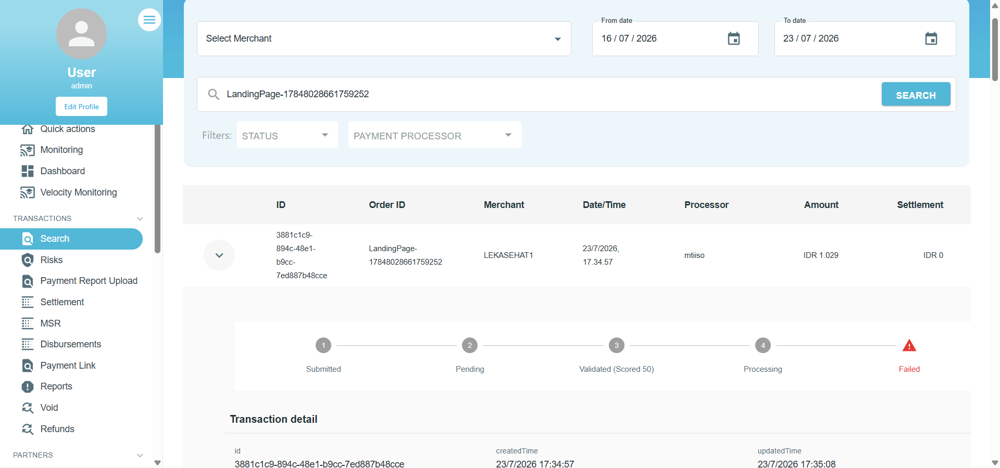 User
admin
Edit Profile
Quick actions
Monitoring
Dashboard
Velocity Monitoring
TRANSACTIONS
Search
Risks
Payment Report Upload
Settlement
MSR
Disbursements
Payment Link
Reports
Void
Refunds
PARTNERS
Select Merchant
From date
16 / 07 / 2026
To date
23 / 07 / 2026
LandingPage-17848028661759252
SEARCH
Filters:
STATUS
PAYMENT PROCESSOR
ID Order ID Merchant Date/Time Processor Amount Settlement
3881c1c9-
894c-48e1-
b9cc-
7ed887b48cce
LandingPage-
17848028661759252
LEKASEHAT1
23/7/2026,
17.34.57
mtiiso
IDR 1.029
IDR 0
1 2 3 4
Submitted Pending Validated (Scored 50) Processing Failed
Transaction detail
id
3881c1c9-894c-48e1-b9cc-7ed887b48cce
createdTime
23/7/2026 17:34:57
updatedTime
23/7/2026 17:35:08